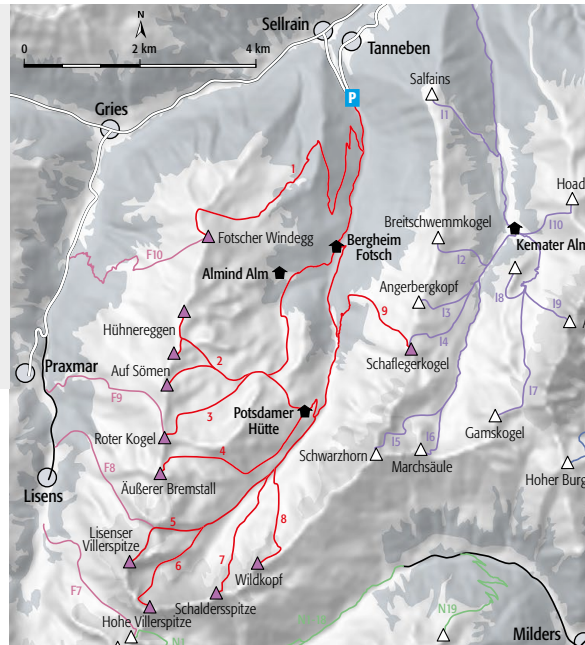 N
Sellrain
0
2 km
4 km
Tanneben
P
Salfains
I1
Gries
1
Hoad
Fotscher Windegg
Breitschwemmkogel
I10
Kemater Alm
Bergheim
Fotsch
F10
Almind Alm
I2
I8
Angerbergkopf
I3
I9
Hühnereggen
9
I4
A
Praxmar
Auf Sömen
2
Schaflegerkogel
I7
F9
3
Potsdamer
Hütte
Gamskogel
Roter Kogel
4
I5
I6
Schwarzhorn
Marchsäule
F8
Äußerer Bremstall
Hoher Burg
Lisens
5
8
Lisenser
Villerspitze
6
7
Wildkopf
F7
Schaldersspitze
Hohe Villerspitze
N19
N1
Milders